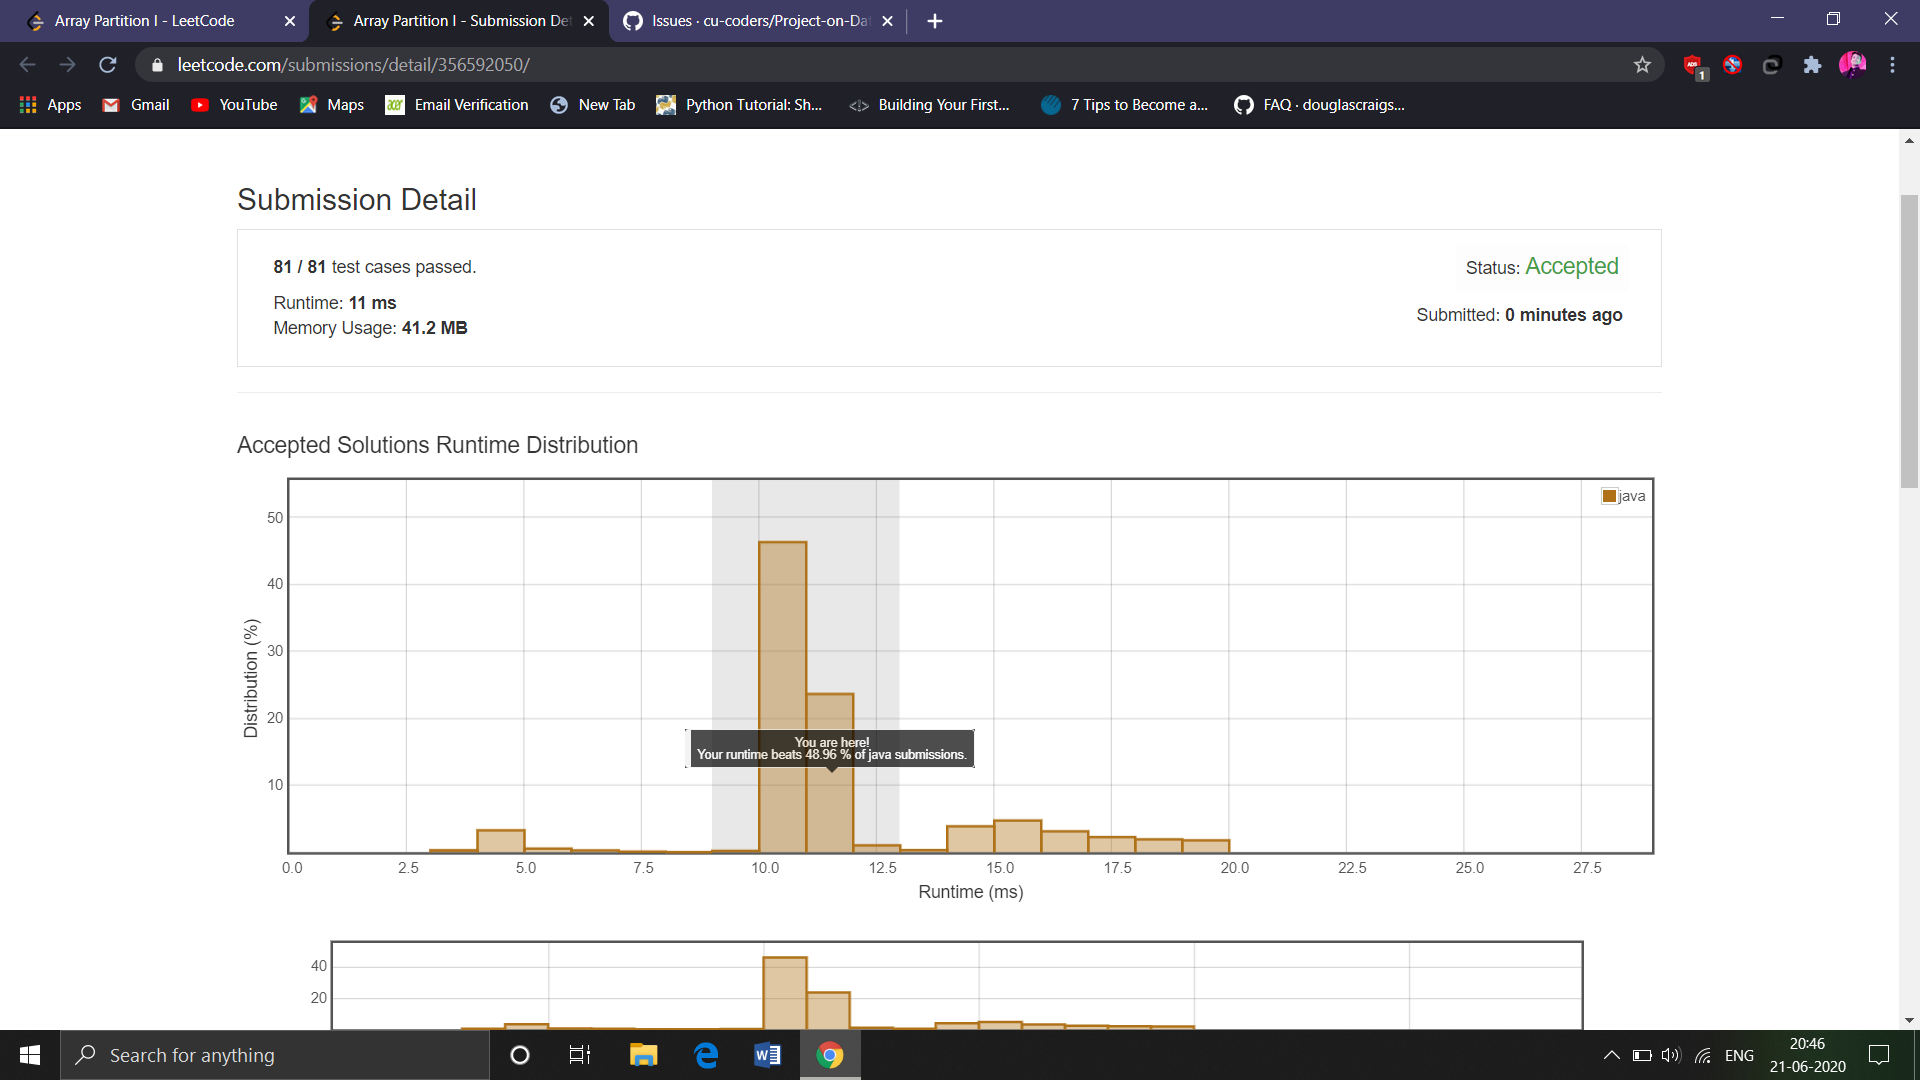 Array Partition I - LeetCode
Array Partition I - Submission De
Issues · cu-coders/Project-on-Da
leetcode.com/submissions/detail/356592050/
ADS
1
Apps
Gmail
YouTube
Maps
acer
Email Verification
New Tab
Python Tutorial: Sh...
Building Your First...
7 Tips to Become a...
FAQ · douglascraigs...
Submission Detail
81 / 81 test cases passed.
Status: Accepted
Runtime: 11 ms
Submitted: 0 minutes ago
Memory Usage: 41.2 MB
Accepted Solutions Runtime Distribution
java
50
40
30
20
10
Distribution (%)
You are here!
Your runtime beats 48.96 % of java submissions.
0.0
2.5
5.0
7.5
10.0
12.5
15.0
17.5
20.0
22.5
25.0
27.5
Runtime (ms)
40
20
Search for anything
ENG
20:46
21-06-2020